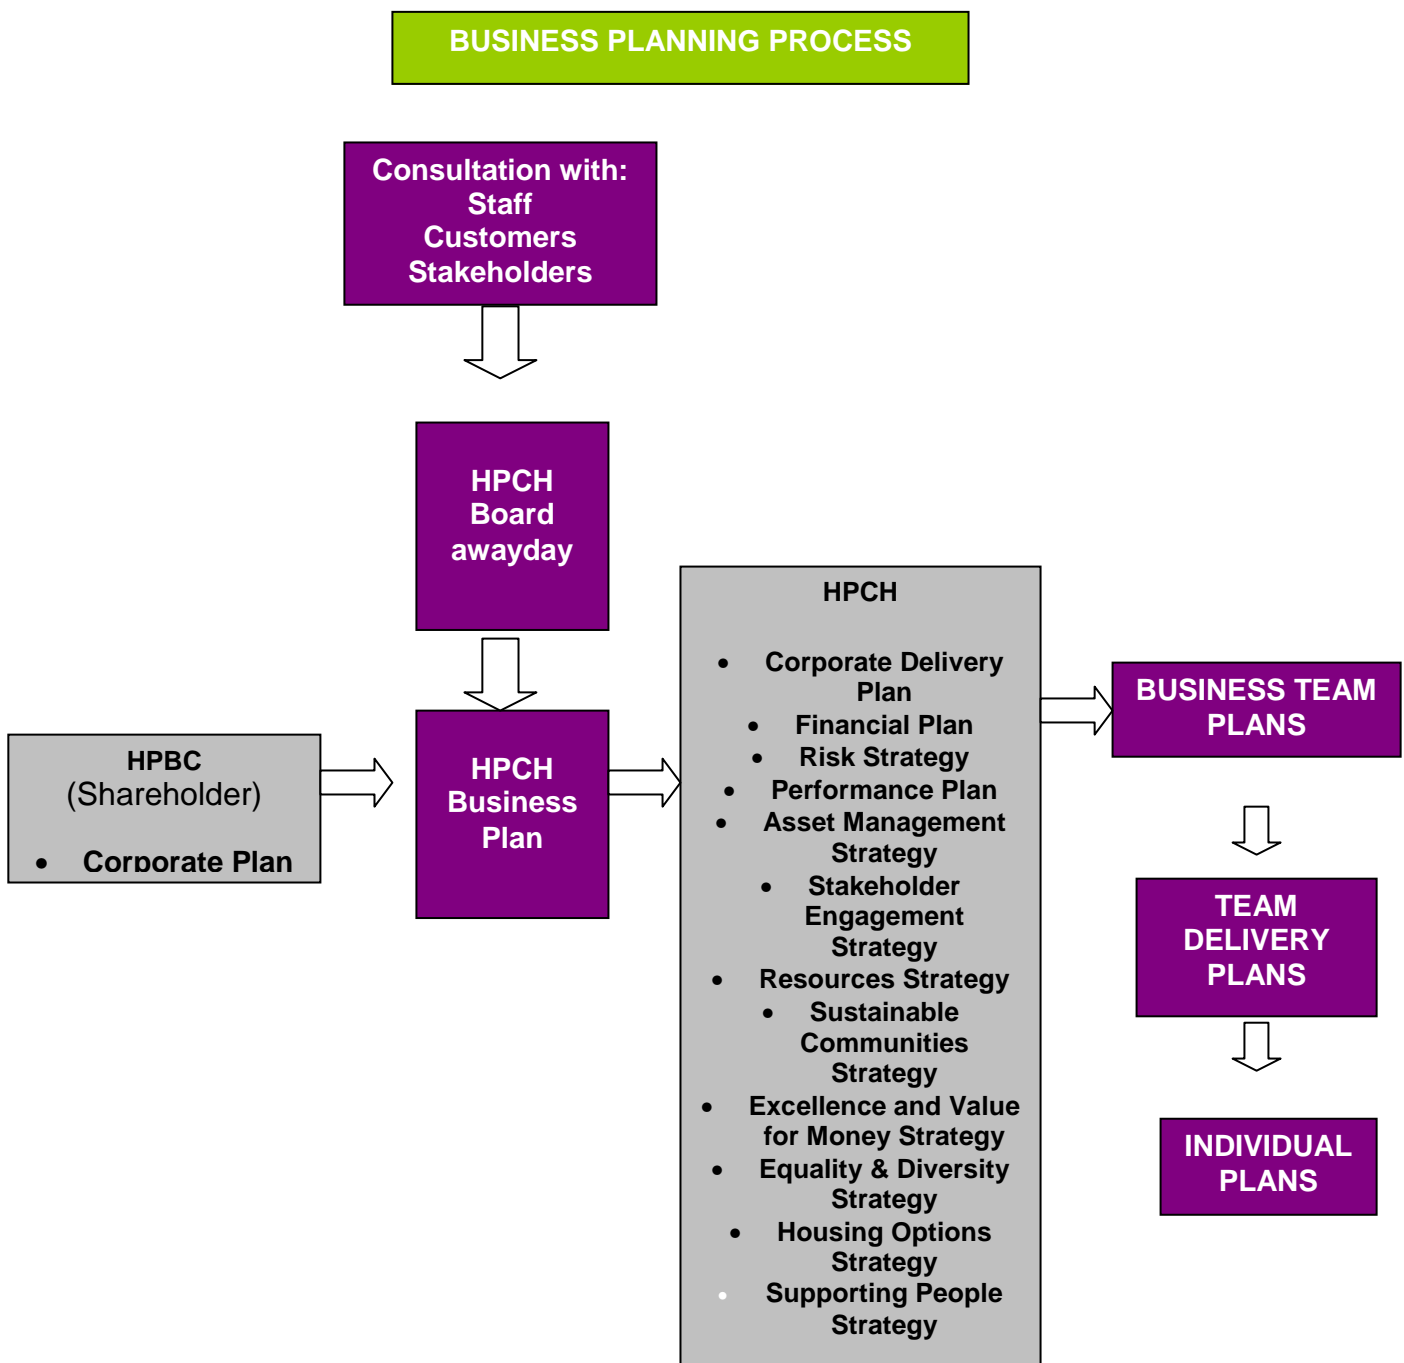 BUSINESS PLANNING PROCESS
Consultation with:
Staff
Customers
Stakeholders
HPCH
Board
awayday
HPBC
(Shareholder)
• Corporate Plan
HPCH
Business
Plan
HPCH
• Corporate Delivery
Plan
• Financial Plan
• Risk Strategy
• Performance Plan
• Asset Management
Strategy
• Stakeholder
Engagement
Strategy
• Resources Strategy
• Sustainable
Communities
Strategy
• Excellence and Value
for Money Strategy
• Equality & Diversity
Strategy
• Housing Options
Strategy
• Supporting People
Strategy
BUSINESS TEAM
PLANS
TEAM
DELIVERY
PLANS
INDIVIDUAL
PLANS